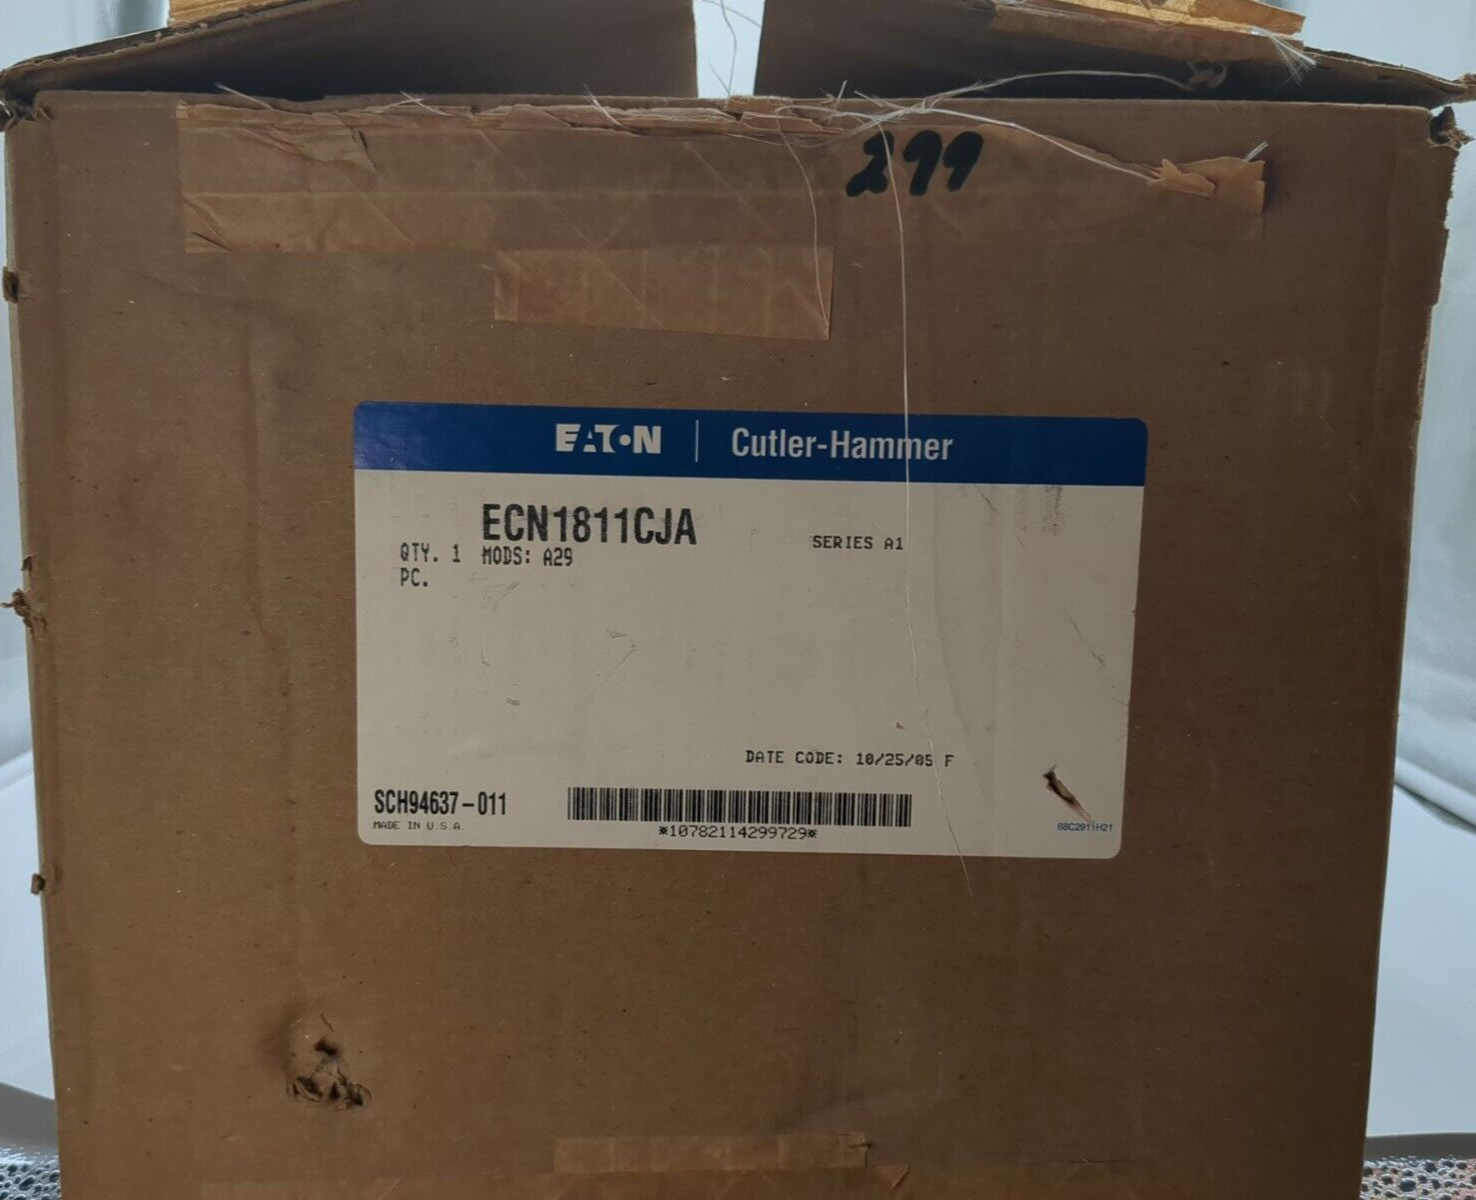 299
EATON | Cutler-Hammer
ECN1811CJA
SERIES A1
QTY. 1 MODS: A29
PC.
DATE CODE: 10/25/05 F
SCH94637-011
MADE IN U.S.A.
*10782114299729*
68C2911H21